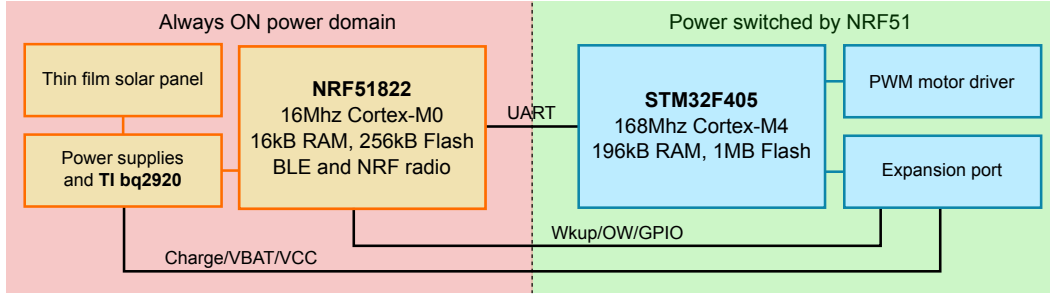 Always ON power domain
Power switched by NRF51
Thin film solar panel
NRF51822
16Mhz Cortex-M0
16kB RAM, 256kB Flash
BLE and NRF radio
Power supplies
and TI bq2920
UART
STM32F405
168Mhz Cortex-M4
196kB RAM, 1MB Flash
PWM motor driver
Expansion port
Wkup/OW/GPIO
Charge/VBAT/VCC